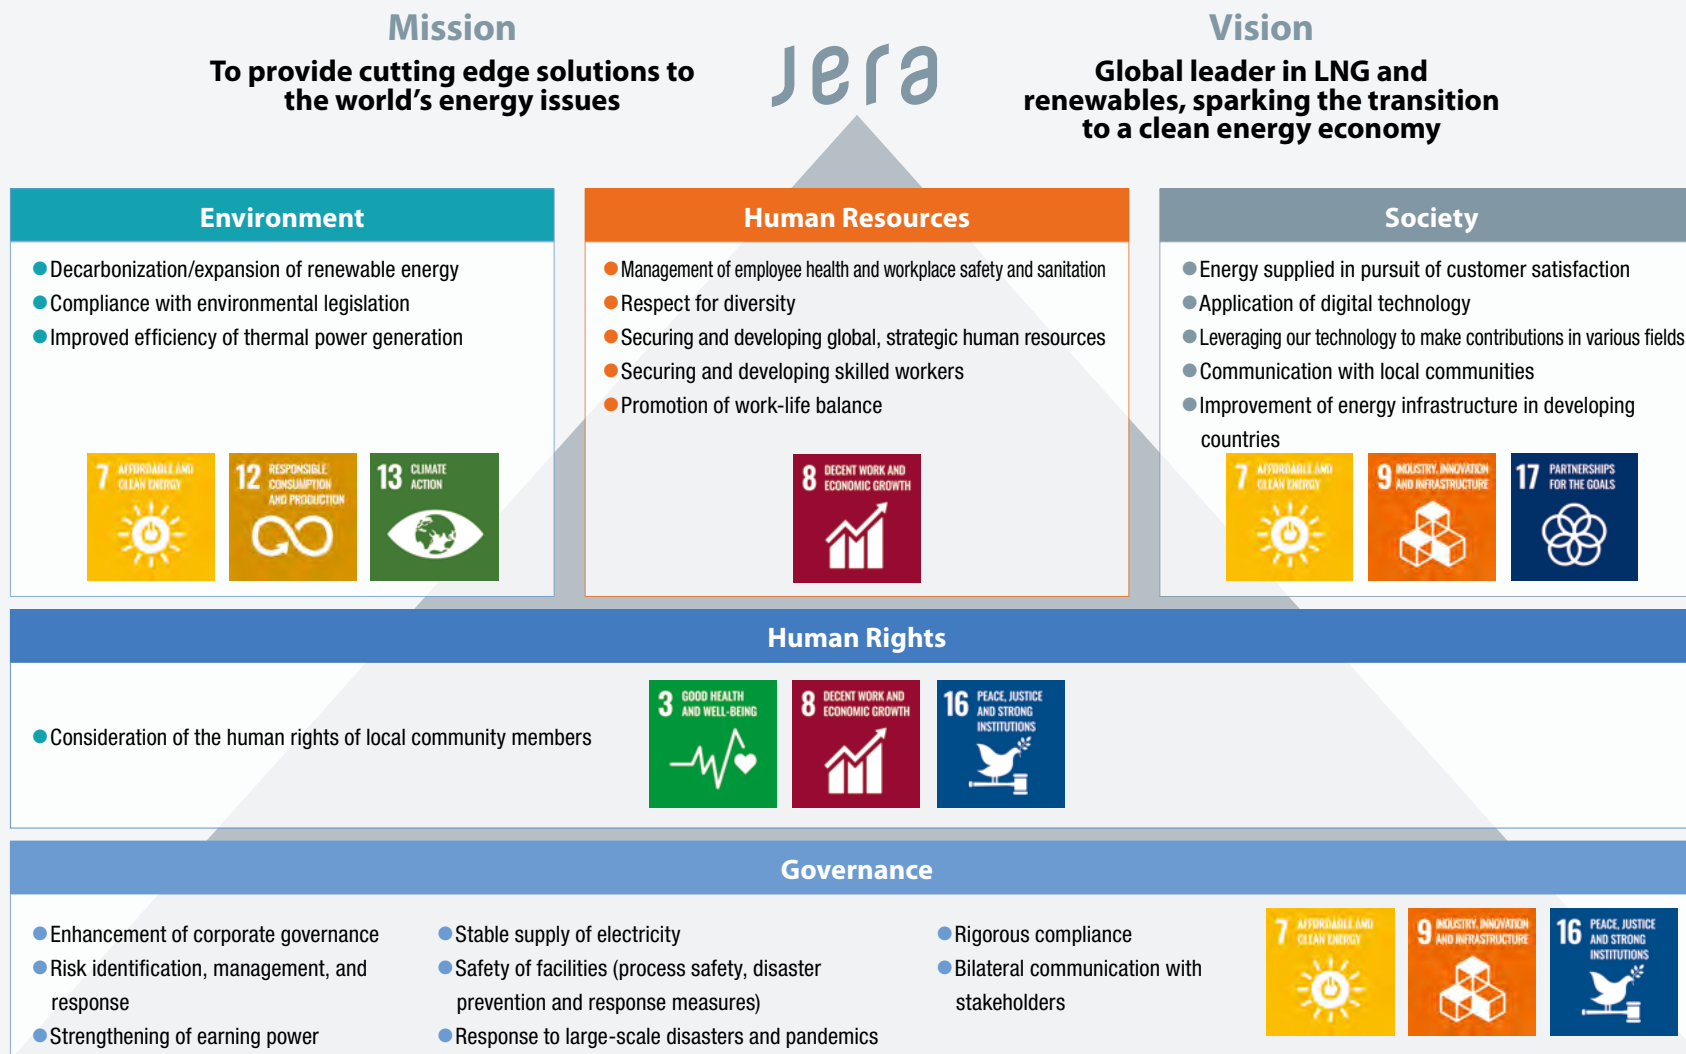 Mission
To provide cutting edge solutions to
the world's energy issues
Jera
Vision
Global leader in LNG and
renewables, sparking the transition
to a clean energy economy
Environment
●Decarbonization/expansion of renewable energy
●Compliance with environmental legislation
●Improved efficiency of thermal power generation
7 AFFORDABLE AND
CLEAN ENERGY
12 RESPONSIBLE
CONSUMPTION
AND PRODUCTION
13 CLIMATE
ACTION
Human Resources
●Management of employee health and workplace safety and sanitation
●Respect for diversity
●Securing and developing global, strategic human resources
●Securing and developing skilled workers
●Promotion of work-life balance
8 DECENT WORK AND
ECONOMIC GROWTH
Society
●Energy supplied in pursuit of customer satisfaction
●Application of digital technology
●Leveraging our technology to make contributions in various fields
●Communication with local communities
●Improvement of energy infrastructure in developing
countries
7 AFFORDABLE AND
CLEAN ENERGY
9 INDUSTRY, INNOVATION
AND INFRASTRUCTURE
17 PARTNERSHIPS
FOR THE GOALS
Human Rights
●Consideration of the human rights of local community members
3 GOOD HEALTH
AND WELL-BEING
8 DECENT WORK AND
ECONOMIC GROWTH
16 PEACE, JUSTICE
AND STRONG
INSTITUTIONS
Governance
●Enhancement of corporate governance
●Risk identification, management, and
response
●Strengthening of earning power
●Stable supply of electricity
●Safety of facilities (process safety, disaster
prevention and response measures)
●Response to large-scale disasters and pandemics
●Rigorous compliance
●Bilateral communication with
stakeholders
7 AFFORDABLE AND
CLEAN ENERGY
9 INDUSTRY, INNOVATION
AND INFRASTRUCTURE
16 PEACE, JUSTICE
AND STRONG
INSTITUTIONS